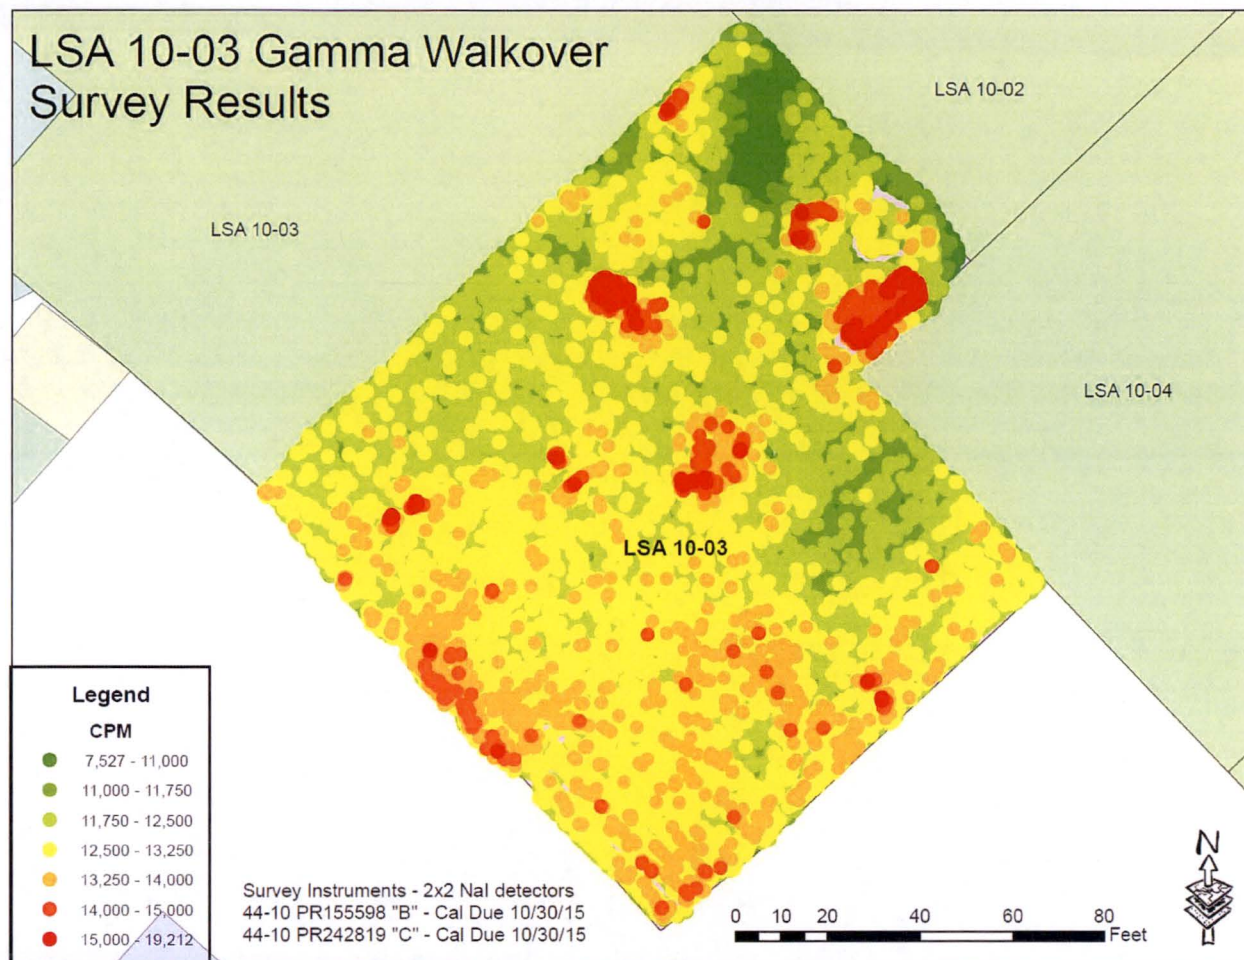 LSA 10-03 Gamma Walkover
Survey Results
LSA 10-02
LSA 10-03
LSA 10-04
LSA 10-03
Legend
CPM
7,527 - 11,000
11,000 - 11,750
11,750 - 12,500
12,500 - 13,250
13,250 - 14,000
14,000 - 15,000
15,000 - 19,212
Survey Instruments - 2x2 NaI detectors
44-10 PR155598 "B" - Cal Due 10/30/15
44-10 PR242819 "C" - Cal Due 10/30/15
N
0 10 20 40 60 80
Feet